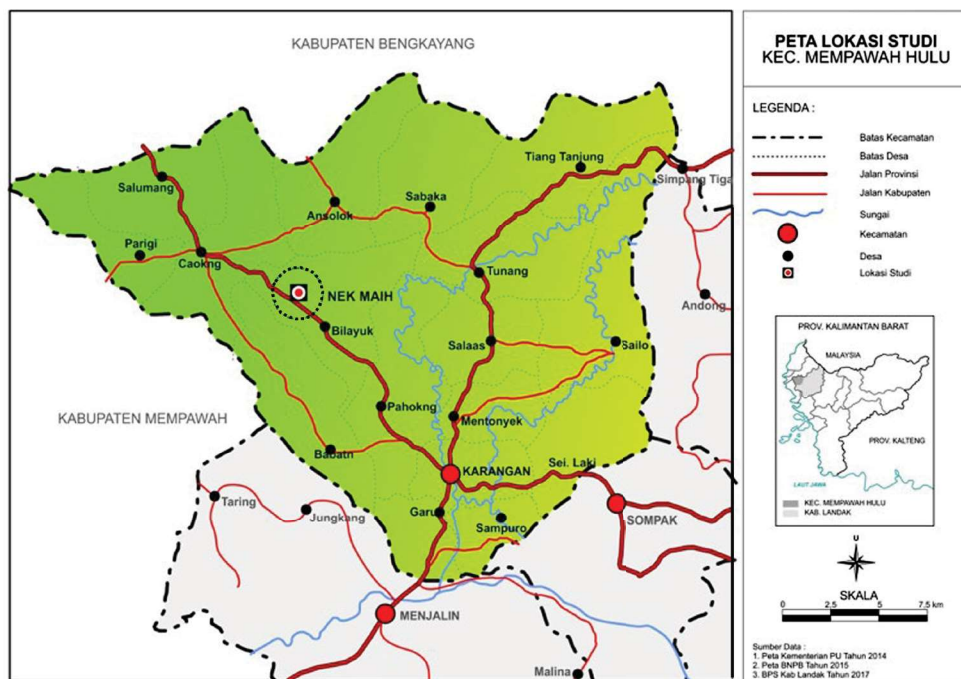 KABUPATEN BENGKAYANG
Tiang Tanjung
Simpang Tiga
Salumang
Ansolok
Sabaka
Parigi
Caokng
Tunang
NEK MAIH
Andong
Bilayuk
Salaas
Sailo
KABUPATEN MEMPAWAH
Pahokng
Mentonyek
Babatn
KARANGAN
Sei. Laki
Taring
Jungkang
Garu
Sampuro
SOMPAK
MENJALIN
Malina
PETA LOKASI STUDI
KEC. MEMPAWAH HULU
LEGENDA :
Batas Kecamatan
Batas Desa
Jalan Provinsi
Jalan Kabupaten
Sungai
Kecamatan
Desa
Lokasi Studi
PROV. KALIMANTAN BARAT
MALAYSIA
PROV. KALTENG
LAUT JAWA
KEC. MEMPAWAH HULU
KAB. LANDAK
U
SKALA
0 2,5 5 7,5 km
Sumber Data :
1. Peta Kementerian PU Tahun 2014
2. Peta BNPB Tahun 2015
3. BPS Kab Landak Tahun 2017